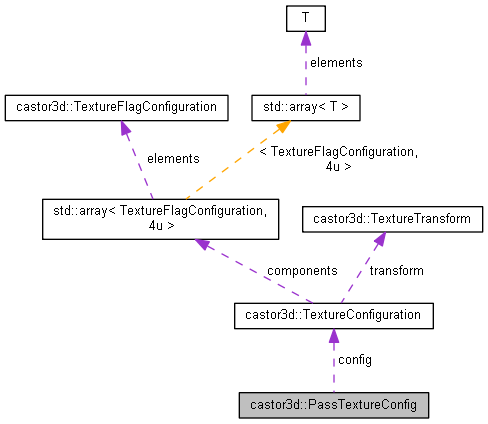 T
elements
castor3d::TextureFlagConfiguration
std::array< T >
elements
< TextureFlagConfiguration,
4u >
std::array< TextureFlagConfiguration,
4u >
castor3d::TextureTransform
components
transform
castor3d::TextureConfiguration
config
castor3d::PassTextureConfig